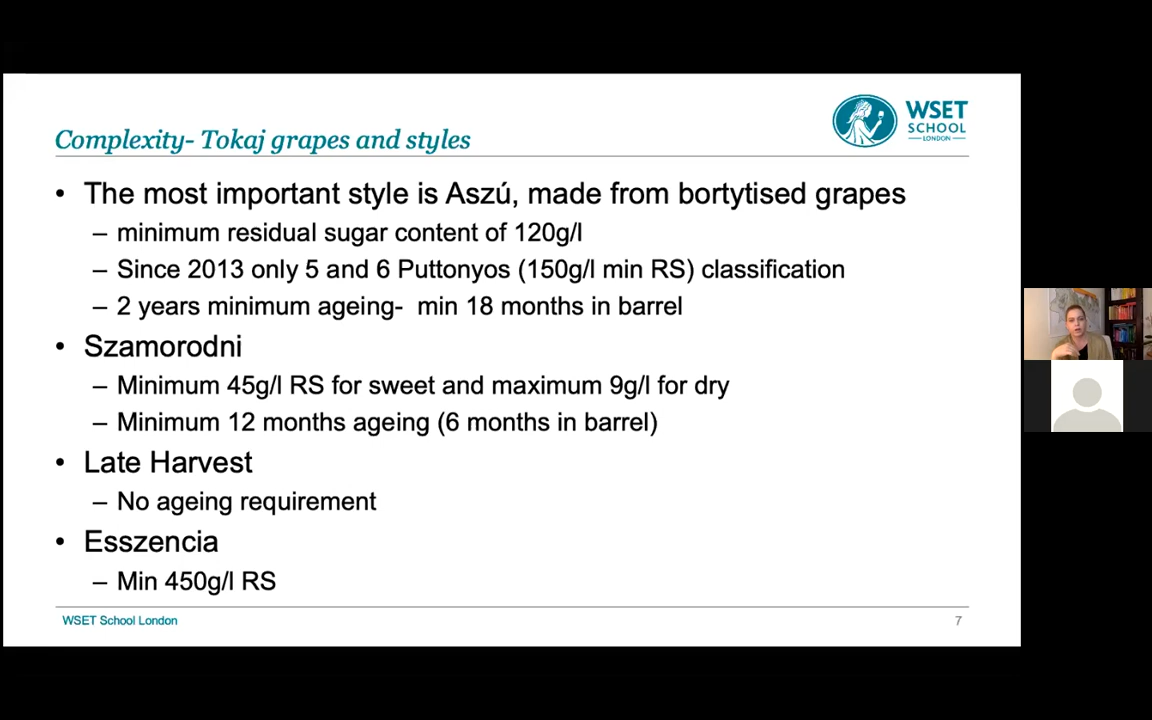 WSET
SCHOOL
LONDON
Complexity- Tokaj grapes and styles
• The most important style is Aszú, made from bortytised grapes
– minimum residual sugar content of 120g/l
– Since 2013 only 5 and 6 Puttonyos (150g/l min RS) classification
– 2 years minimum ageing- min 18 months in barrel
• Szamorodni
– Minimum 45g/l RS for sweet and maximum 9g/l for dry
– Minimum 12 months ageing (6 months in barrel)
• Late Harvest
– No ageing requirement
• Esszencia
– Min 450g/l RS
WSET School London
7